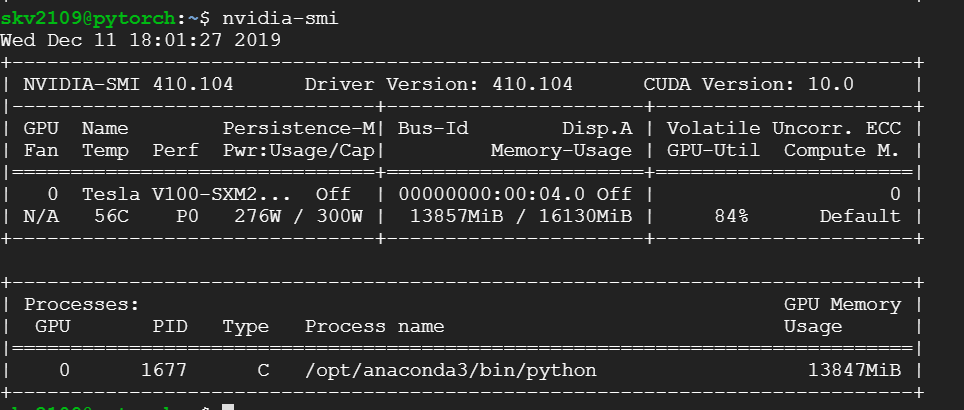 skv2109@pytorch:~$ nvidia-smi
Wed Dec 11 18:01:27 2019
+-----------------------------------------------------------------------------+
| NVIDIA-SMI 410.104      Driver Version: 410.104      CUDA Version: 10.0     |
|-------------------------------+----------------------+----------------------+
| GPU  Name        Persistence-M| Bus-Id        Disp.A | Volatile Uncorr. ECC |
| Fan  Temp  Perf  Pwr:Usage/Cap|         Memory-Usage | GPU-Util  Compute M. |
|===============================+======================+======================|
|   0  Tesla V100-SXM2...  Off  | 00000000:00:04.0 Off |                    0 |
| N/A   56C    P0   276W / 300W |  13857MiB / 16130MiB |     84%      Default |
+-------------------------------+----------------------+----------------------+
+-----------------------------------------------------------------------------+
| Processes:                                                       GPU Memory |
|  GPU       PID   Type   Process name                             Usage      |
|=============================================================================|
|    0      1677      C   /opt/anaconda3/bin/python                  13847MiB |
+-----------------------------------------------------------------------------+